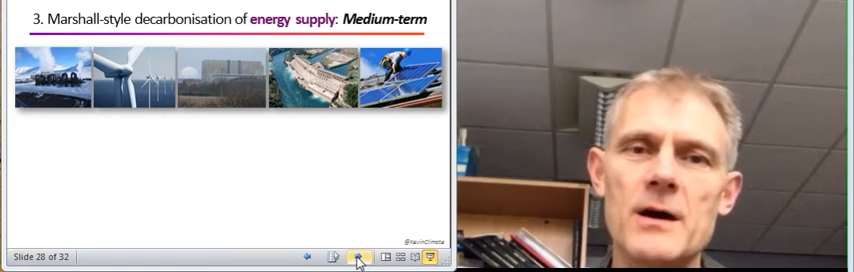 3. Marshall-style decarbonisation of energy supply: Medium-term
@KevinClimate
Slide 28 of 32